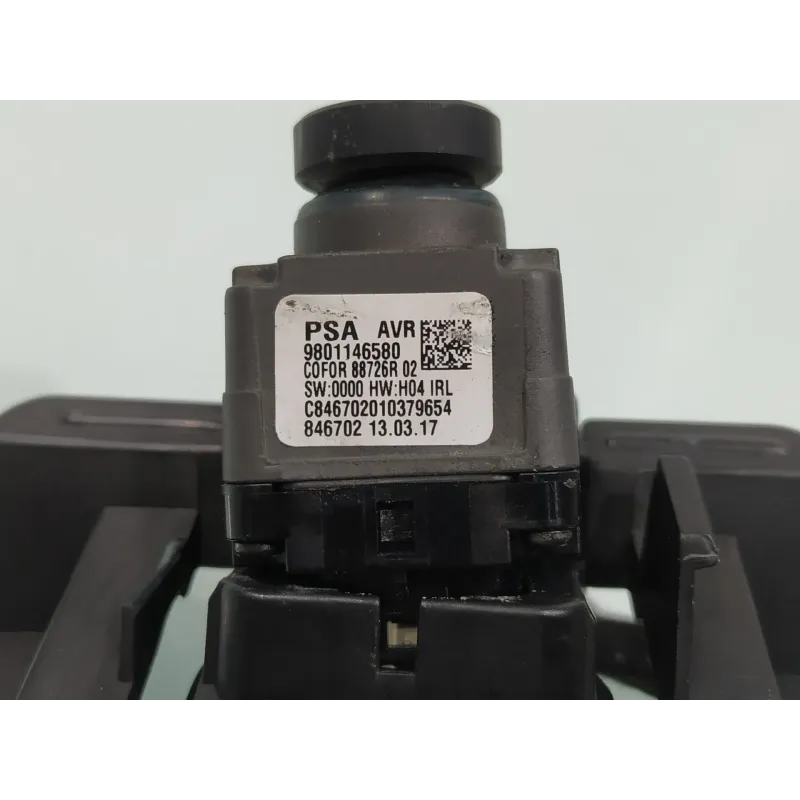 PSA AVR
9801146580
COFOR 88726R 02
SW:0000 HW:H04 IRL
C846702010379654
846702 13.03.17